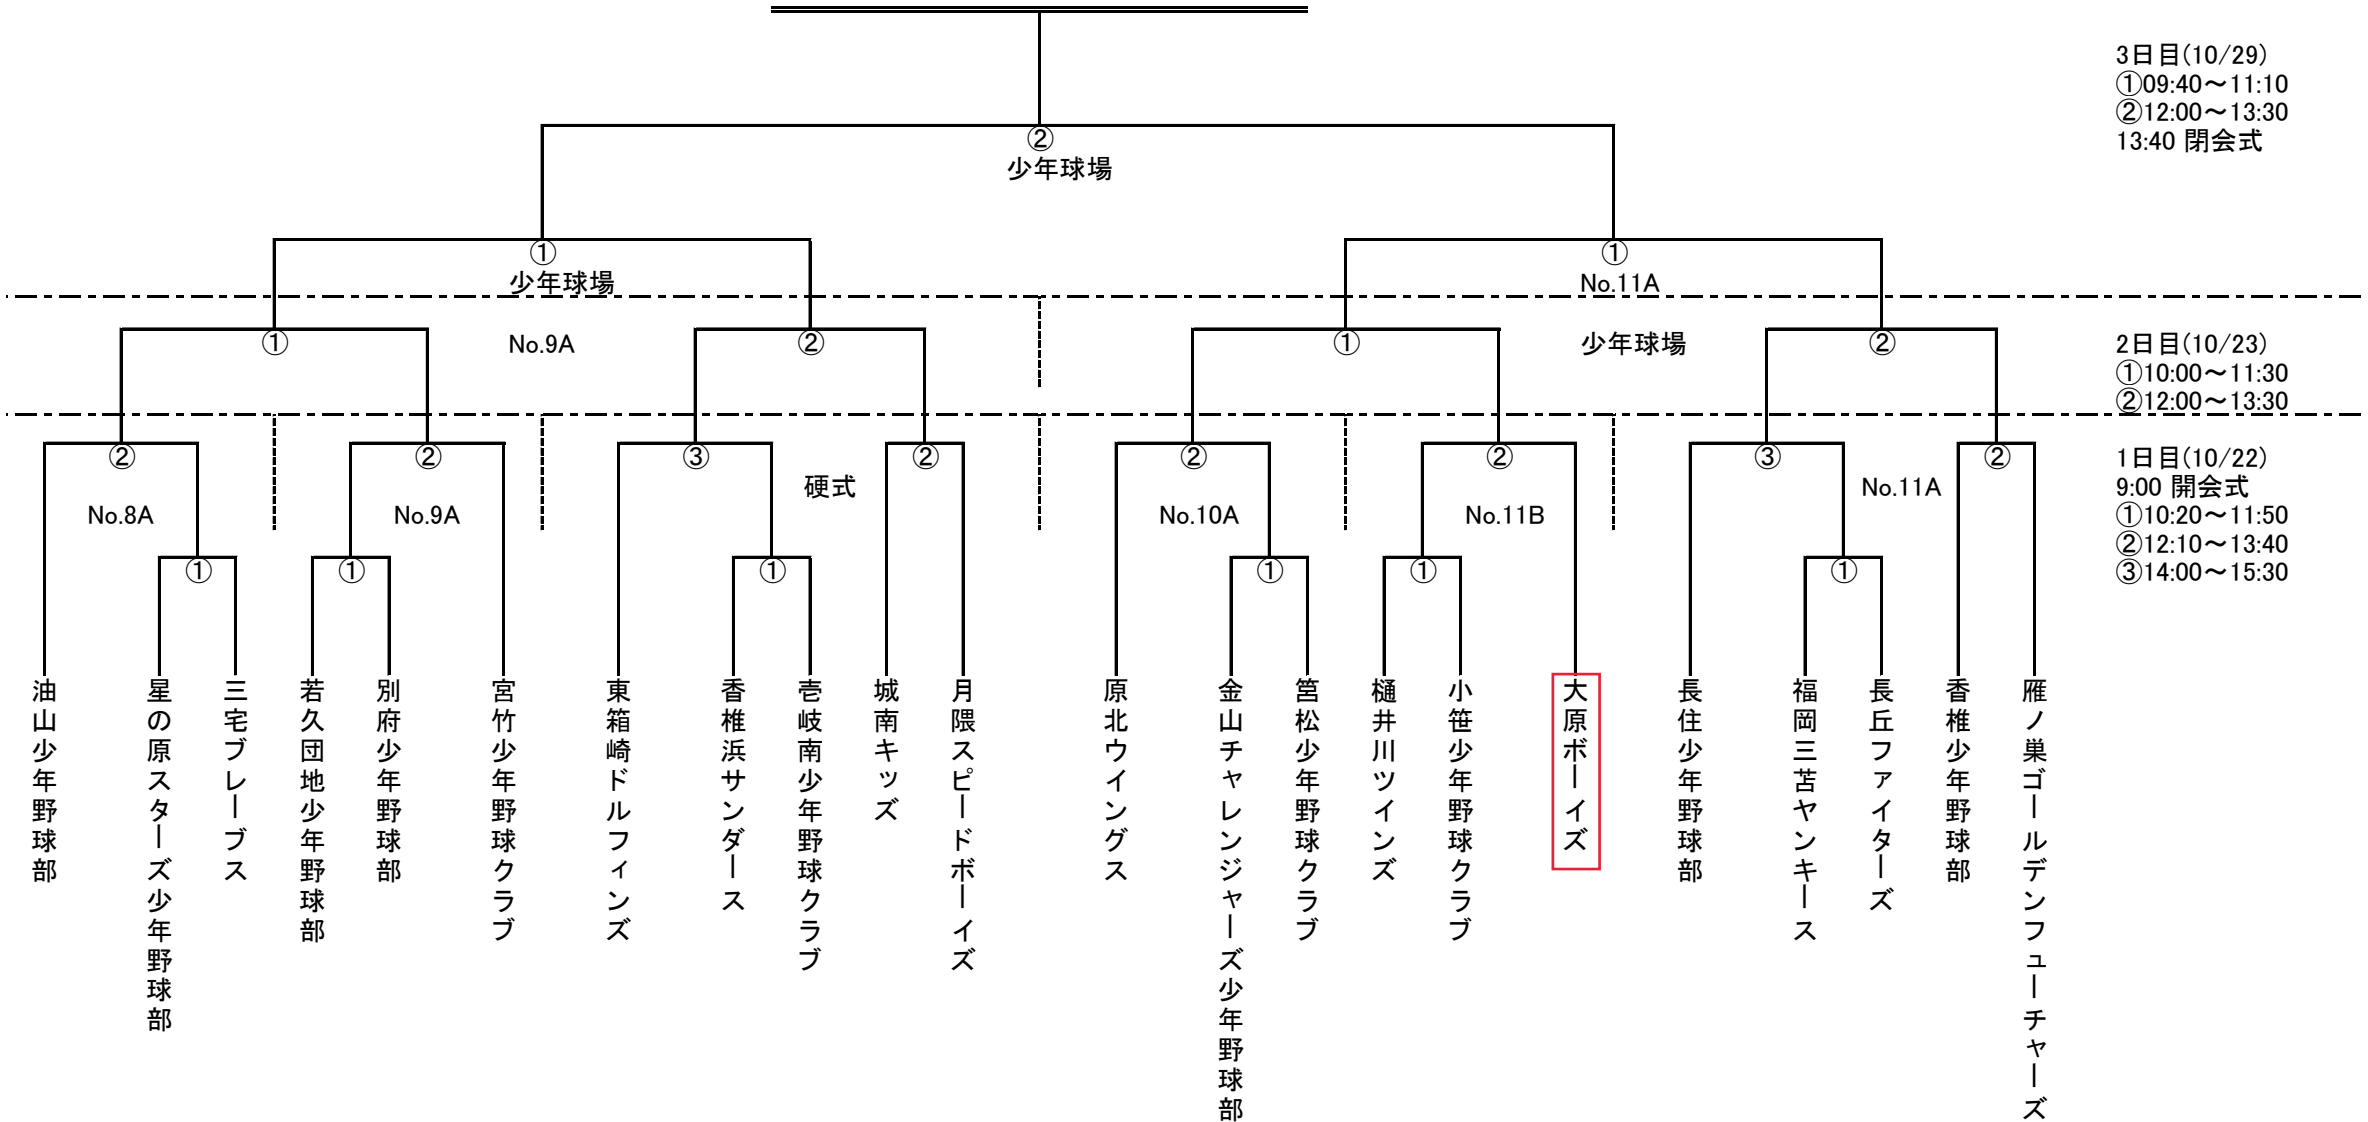 3日目(10/29)
①09:40～11:10
②12:00～13:30
13:40 閉会式
②
少年球場
①
少年球場
①
No.11A
①
No.9A
②
①
少年球場
②
2日目(10/23)
①10:00～11:30
②12:00～13:30
②
No.8A
②
No.9A
③
硬式
②
②
No.10A
②
No.11B
③
No.11A
②
1日目(10/22)
9:00 開会式
①10:20～11:50
②12:10～13:40
③14:00～15:30
①
①
①
①
①
①
油山少年野球部
星の原スターズ少年野球部
三宅ブレーブス
若久団地少年野球部
別府少年野球部
宮竹少年野球クラブ
東箱崎ドルフィンズ
香椎浜サンダース
壱岐南少年野球クラブ
城南キッズ
月隈スピードボーイズ
原北ウイングス
金山チャレンジャーズ少年野球部
筥松少年野球クラブ
樋井川ツインズ
小笹少年野球クラブ
大原ボーイズ
長住少年野球部
福岡三苫ヤンキース
長丘ファイターズ
香椎少年野球部
雁ノ巣ゴールデンフューチャーズ